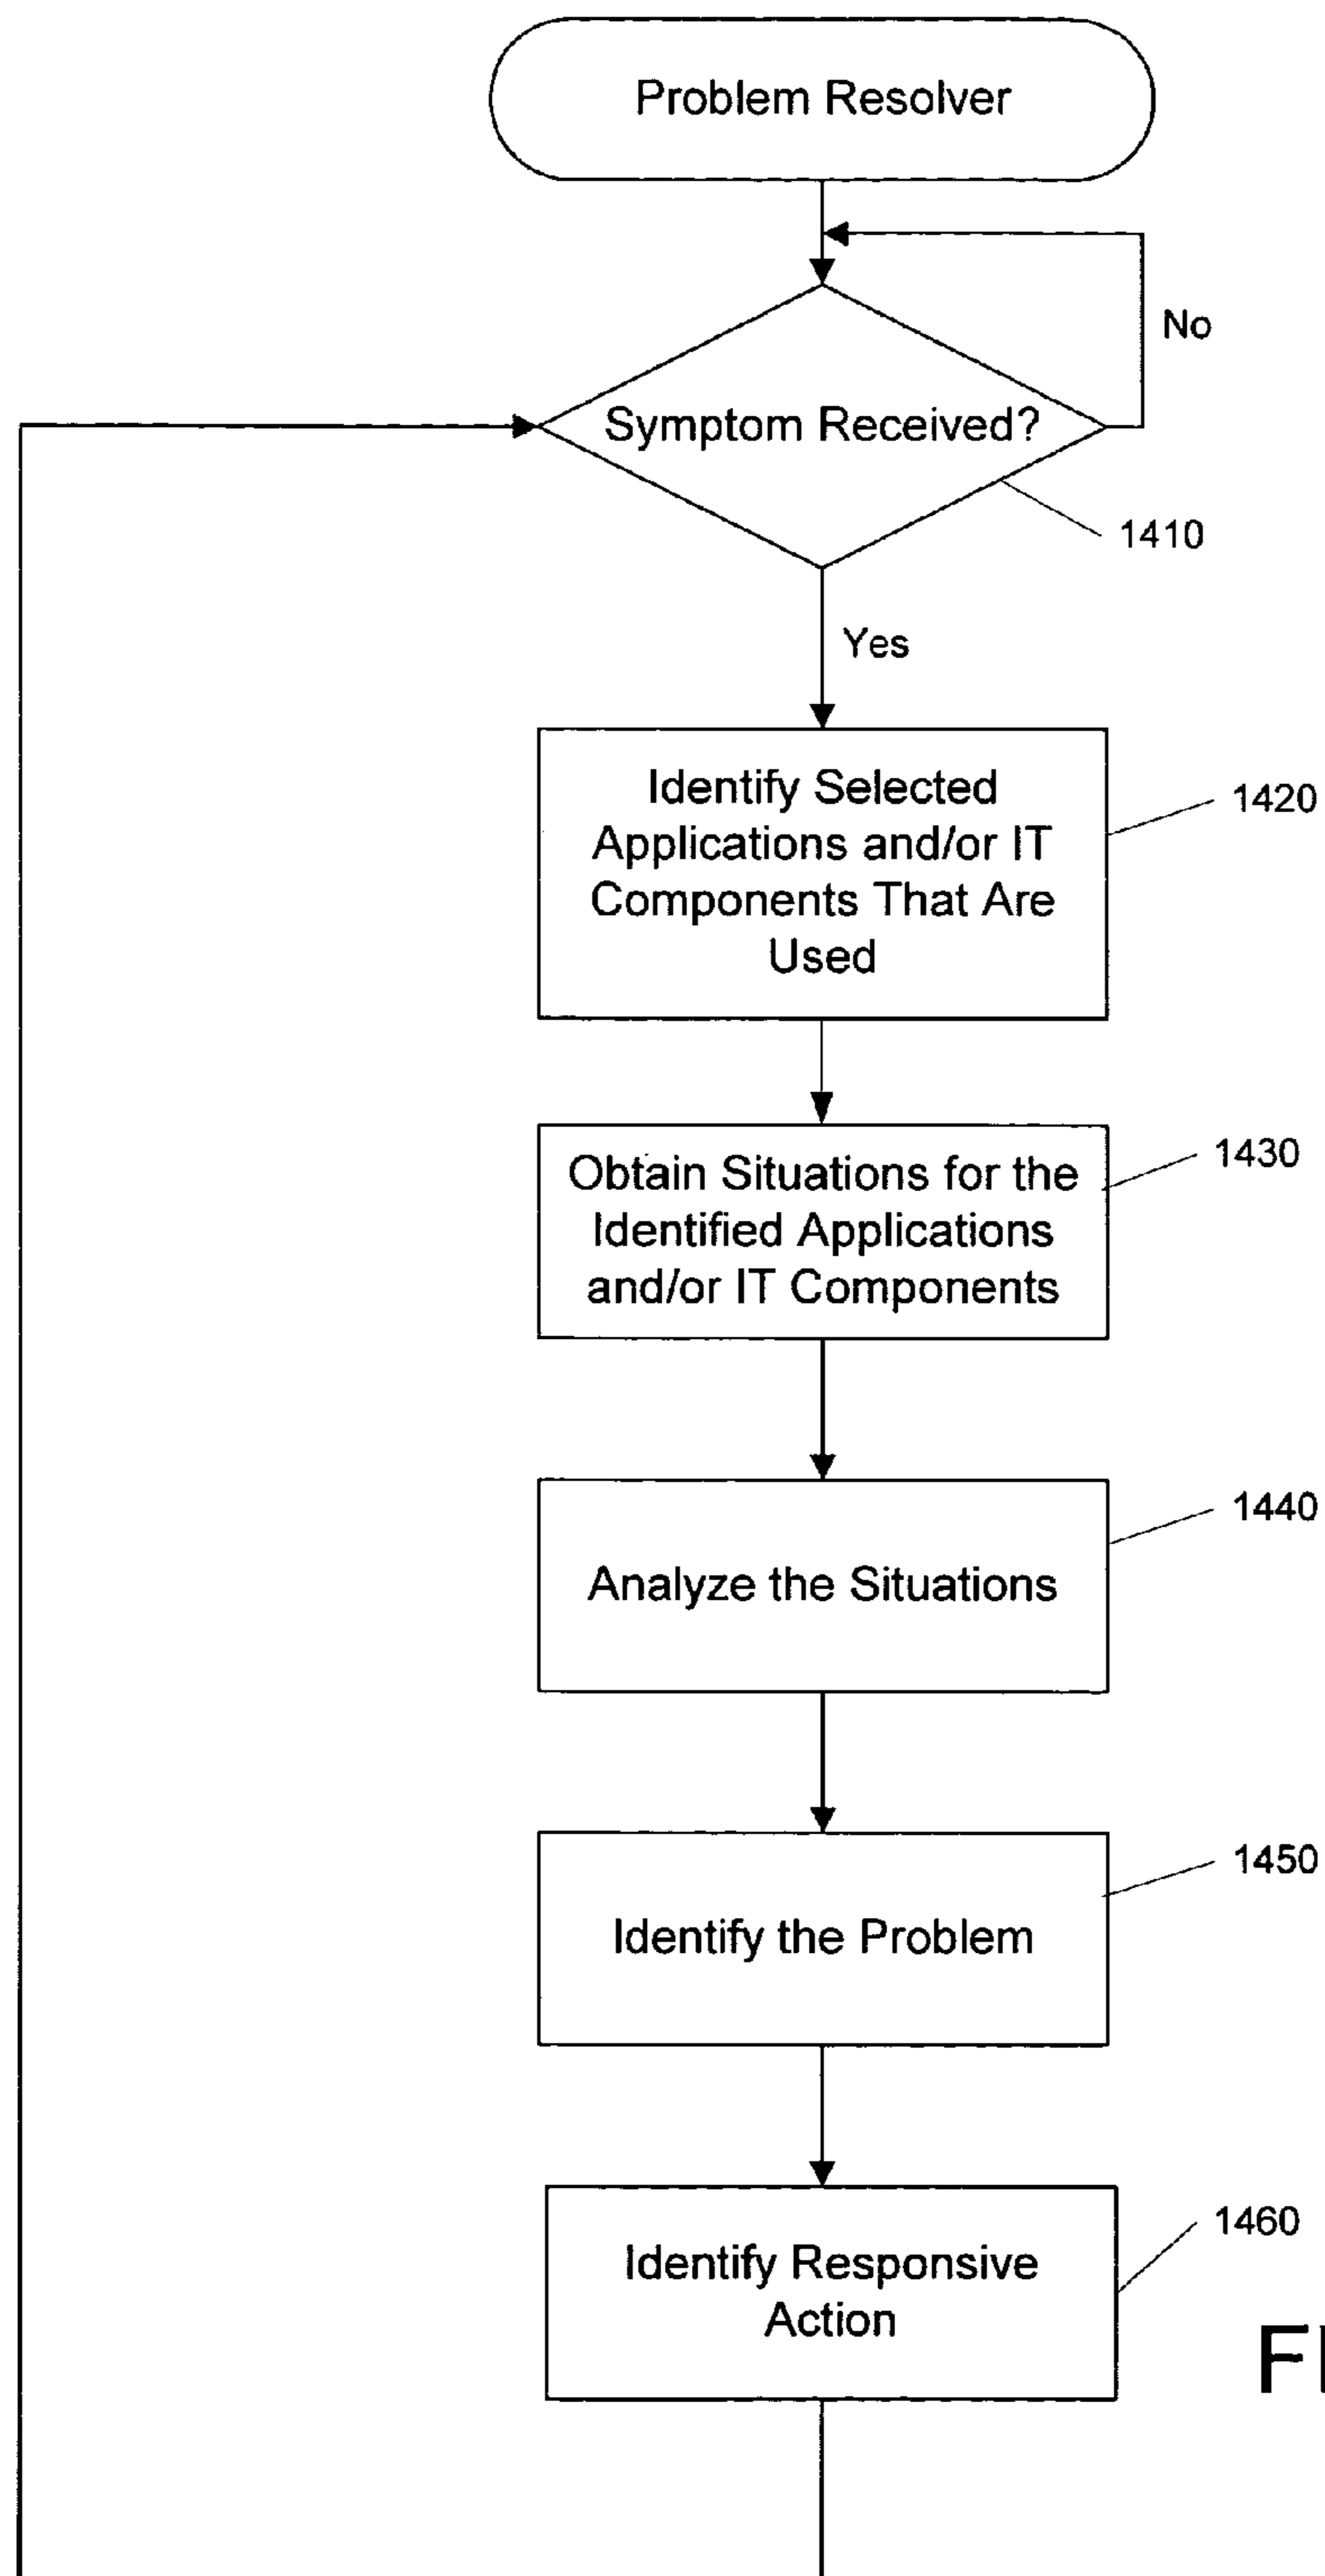 Problem Resolver
No
Symptom Received?
1410
Yes
Identify Selected
Applications and/or IT
Components That Are
Used
1420
Obtain Situations for the
Identified Applications
and/or IT Components
1430
Analyze the Situations
1440
Identify the Problem
1450
Identify Responsive
Action
1460